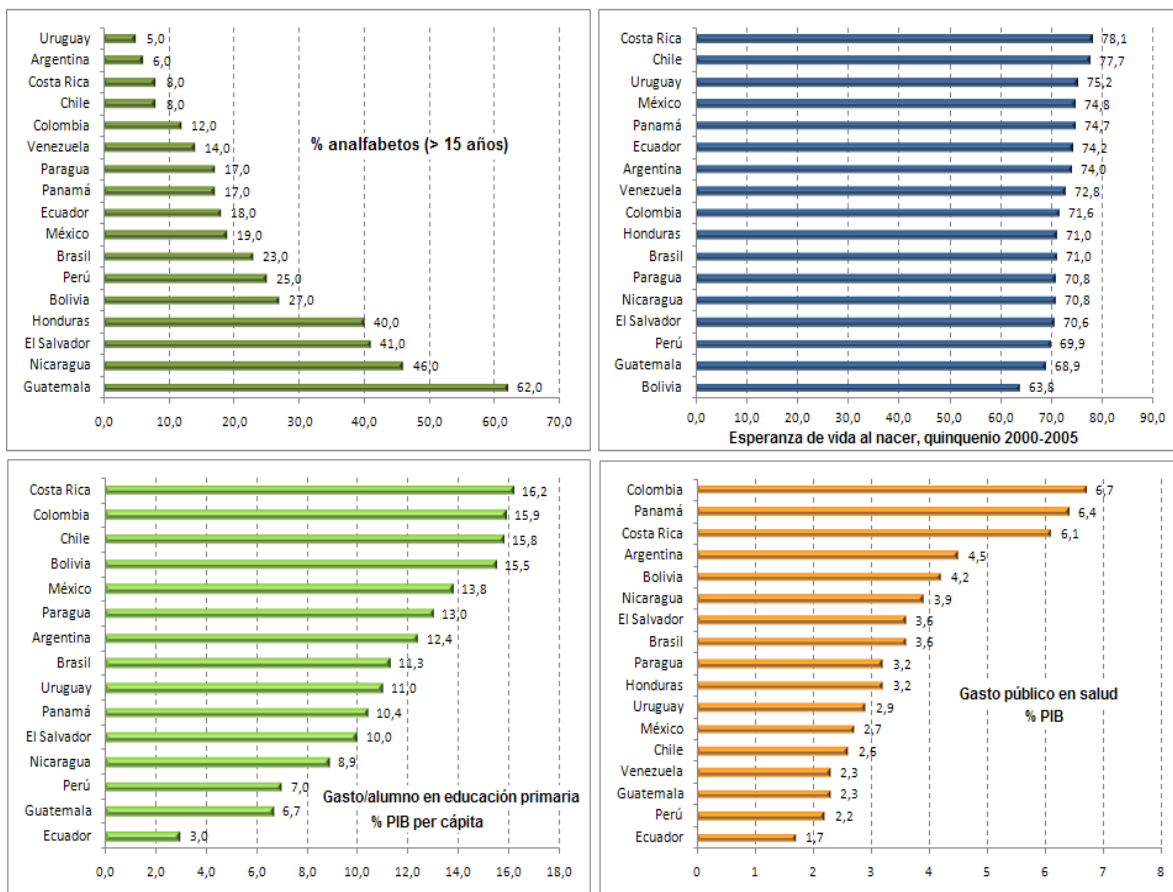 Uruguay 5,0
Argentina 6,0
Costa Rica 8,0
Chile 8,0
Colombia 12,0
Venezuela 14,0
% analfabetos (> 15 años)
Paragua 17,0
Panamá 17,0
Ecuador 18,0
México 19,0
Brasil 23,0
Perú 25,0
Bolivia 27,0
Honduras 40,0
El Salvador 41,0
Nicaragua 46,0
Guatemala 62,0
0,0 10,0 20,0 30,0 40,0 50,0 60,0 70,0
Costa Rica 78,1
Chile 77,7
Uruguay 75,2
México 74,8
Panamá 74,7
Ecuador 74,2
Argentina 74,0
Venezuela 72,8
Colombia 71,6
Honduras 71,0
Brasil 71,0
Paragua 70,8
Nicaragua 70,8
El Salvador 70,6
Perú 69,9
Guatemala 68,9
Bolivia 63,8
0,0 10,0 20,0 30,0 40,0 50,0 60,0 70,0 80,0 90,0
Esperanza de vida al nacer, quinquenio 2000-2005
Costa Rica 16,2
Colombia 15,9
Chile 15,8
Bolivia 15,5
México 13,8
Paragua 13,0
Argentina 12,4
Brasil 11,3
Uruguay 11,0
Panamá 10,4
El Salvador 10,0
Nicaragua 8,9
Perú 7,0
Gasto/alumno en educación primaria
% PIB per cápita
Guatemala 6,7
Ecuador 3,0
0,0 2,0 4,0 6,0 8,0 10,0 12,0 14,0 16,0 18,0
Colombia 6,7
Panamá 6,4
Costa Rica 6,1
Argentina 4,5
Bolivia 4,2
Nicaragua 3,9
El Salvador 3,6
Brasil 3,6
Paragua 3,2
Honduras 3,2
Gasto público en salud
% PIB
Uruguay 2,9
México 2,7
Chile 2,6
Venezuela 2,3
Guatemala 2,3
Perú 2,2
Ecuador 1,7
0 1 2 3 4 5 6 7 8